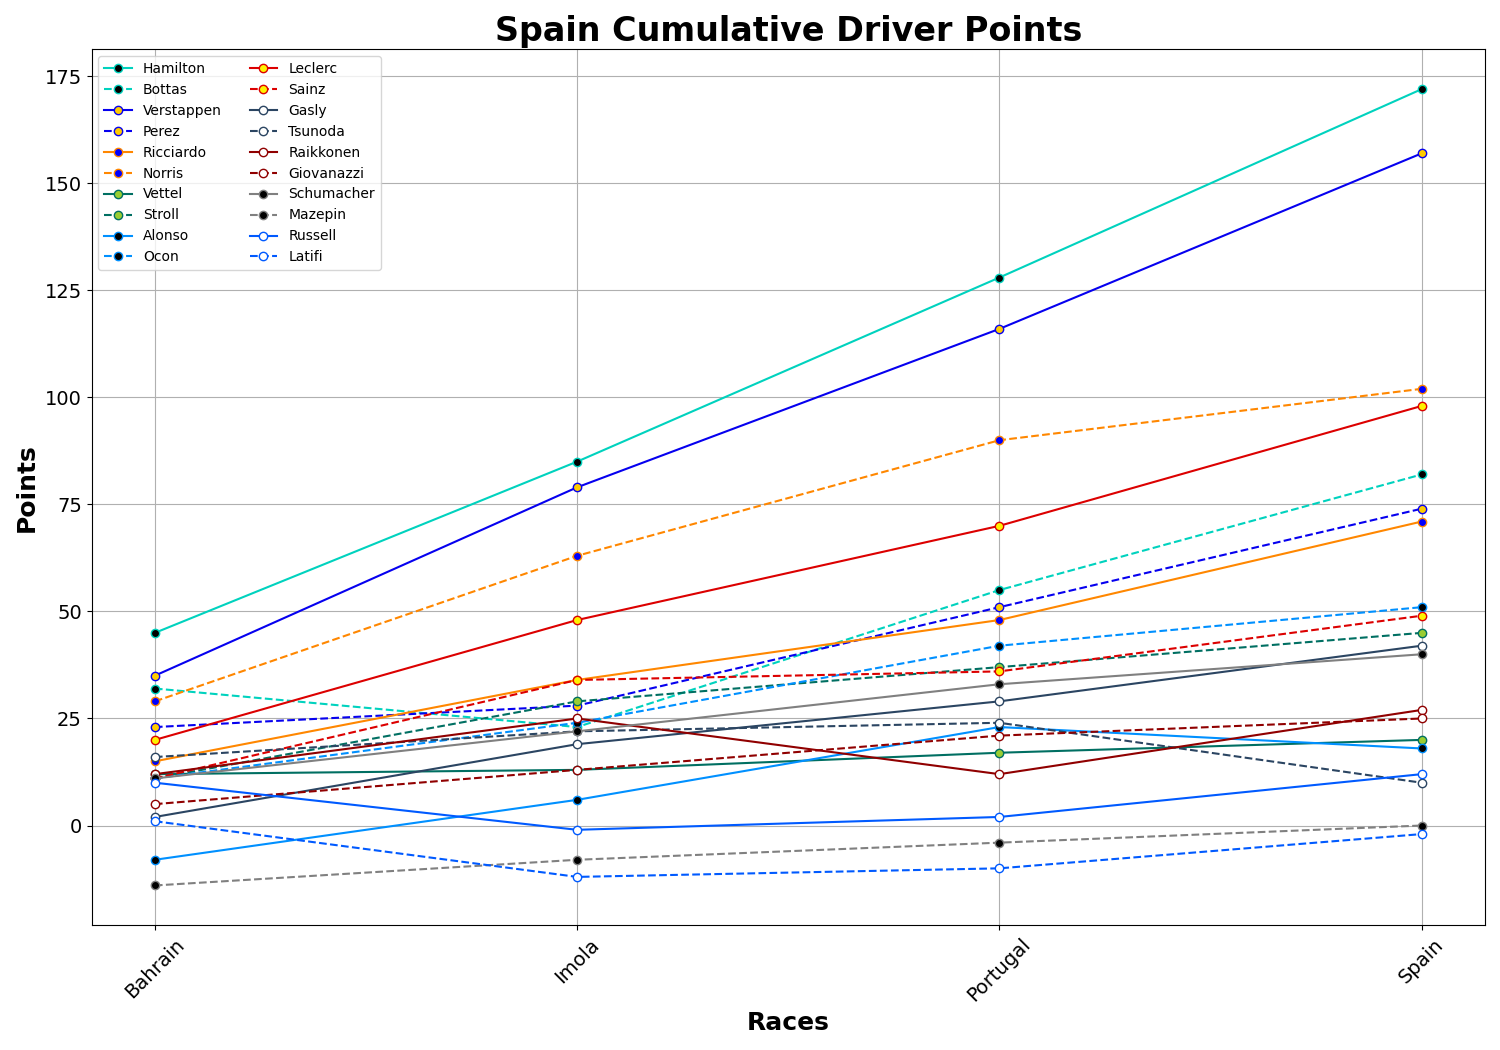 Spain Cumulative Driver Points
Hamilton
Bottas
Verstappen
Perez
Ricciardo
Norris
Vettel
Stroll
Alonso
Ocon
Leclerc
Sainz
Gasly
Tsunoda
Raikkonen
Giovanazzi
Schumacher
Mazepin
Russell
Latifi
175
150
125
100
75
50
25
0
Points
Bahrain
Imola
Portugal
Spain
Races